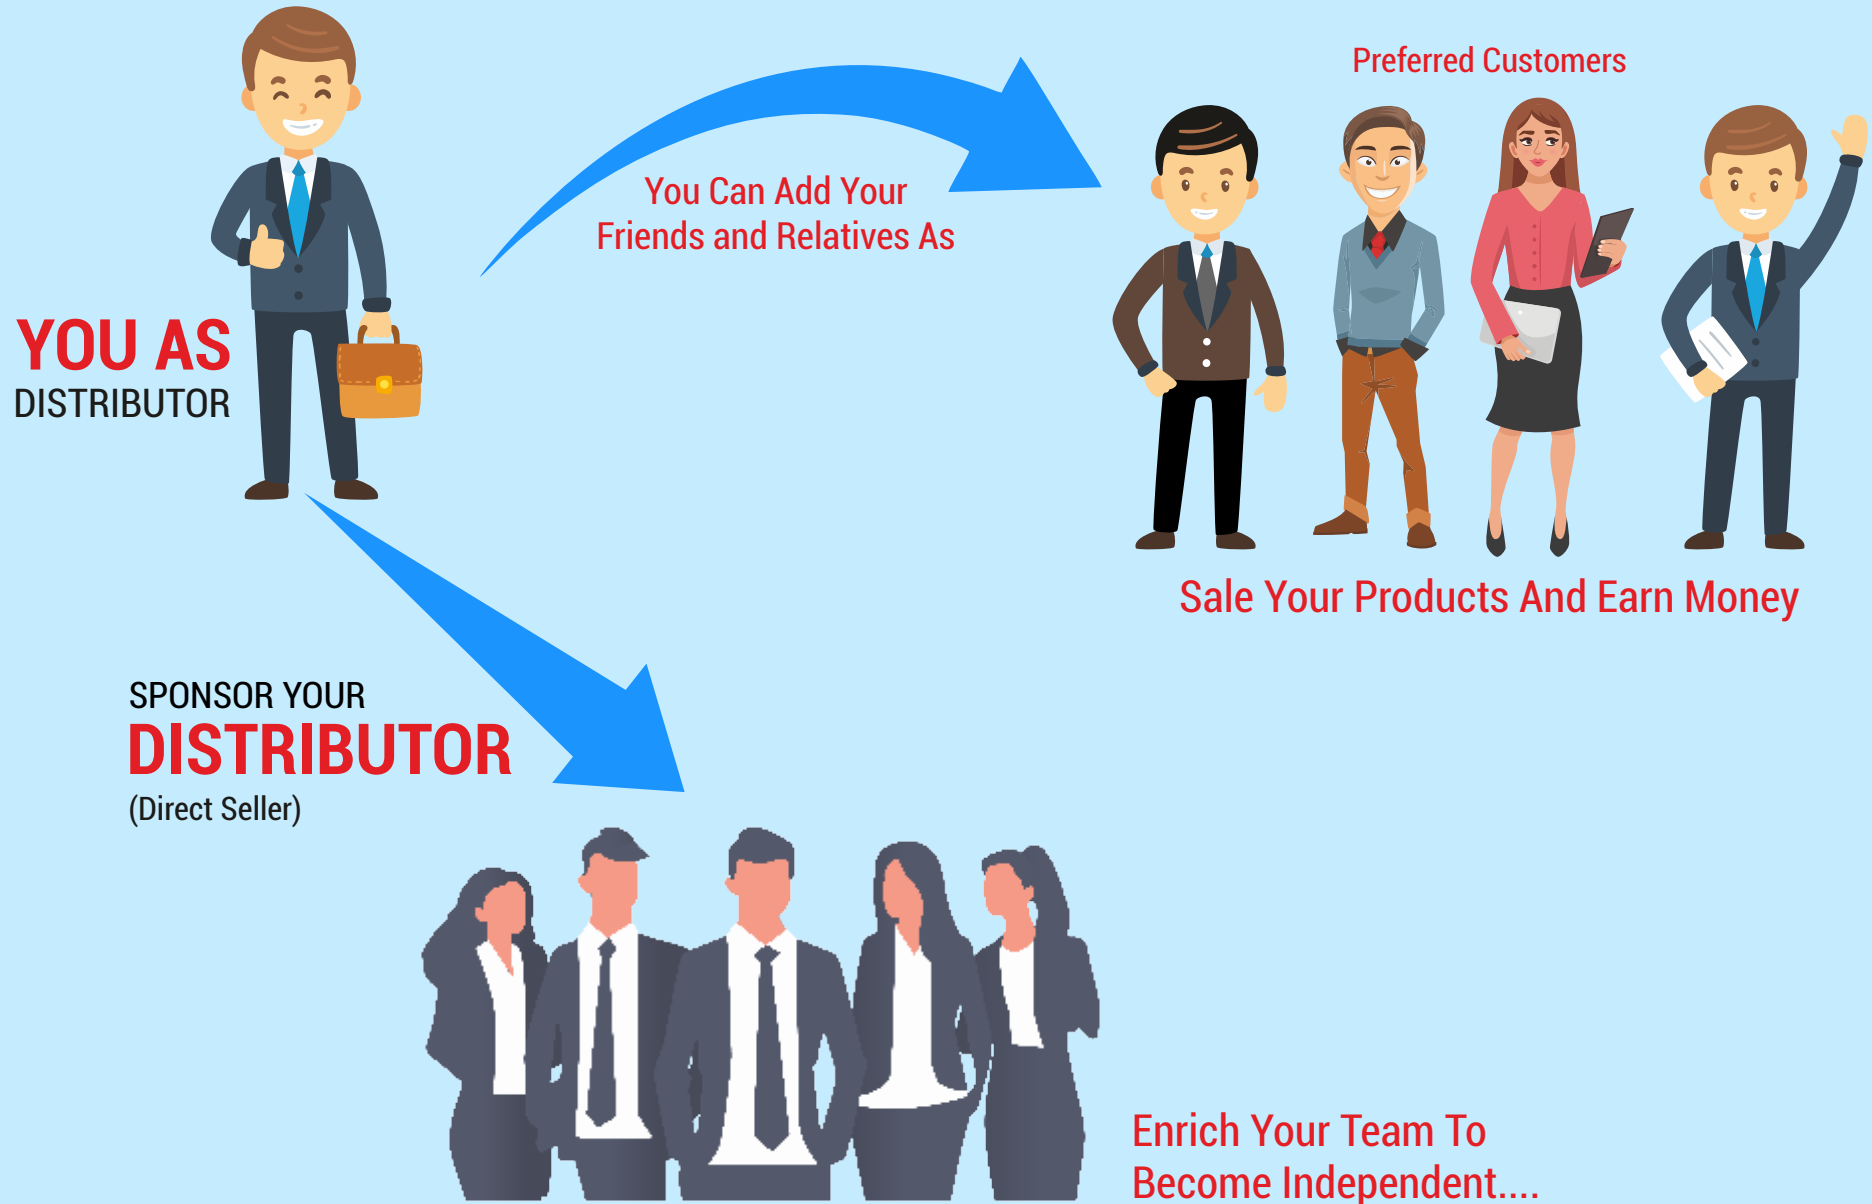 Preferred Customers
You Can Add Your
Friends and Relatives As
YOU AS
DISTRIBUTOR
Sale Your Products And Earn Money
SPONSOR YOUR
DISTRIBUTOR
(Direct Seller)
Enrich Your Team To
Become Independent....